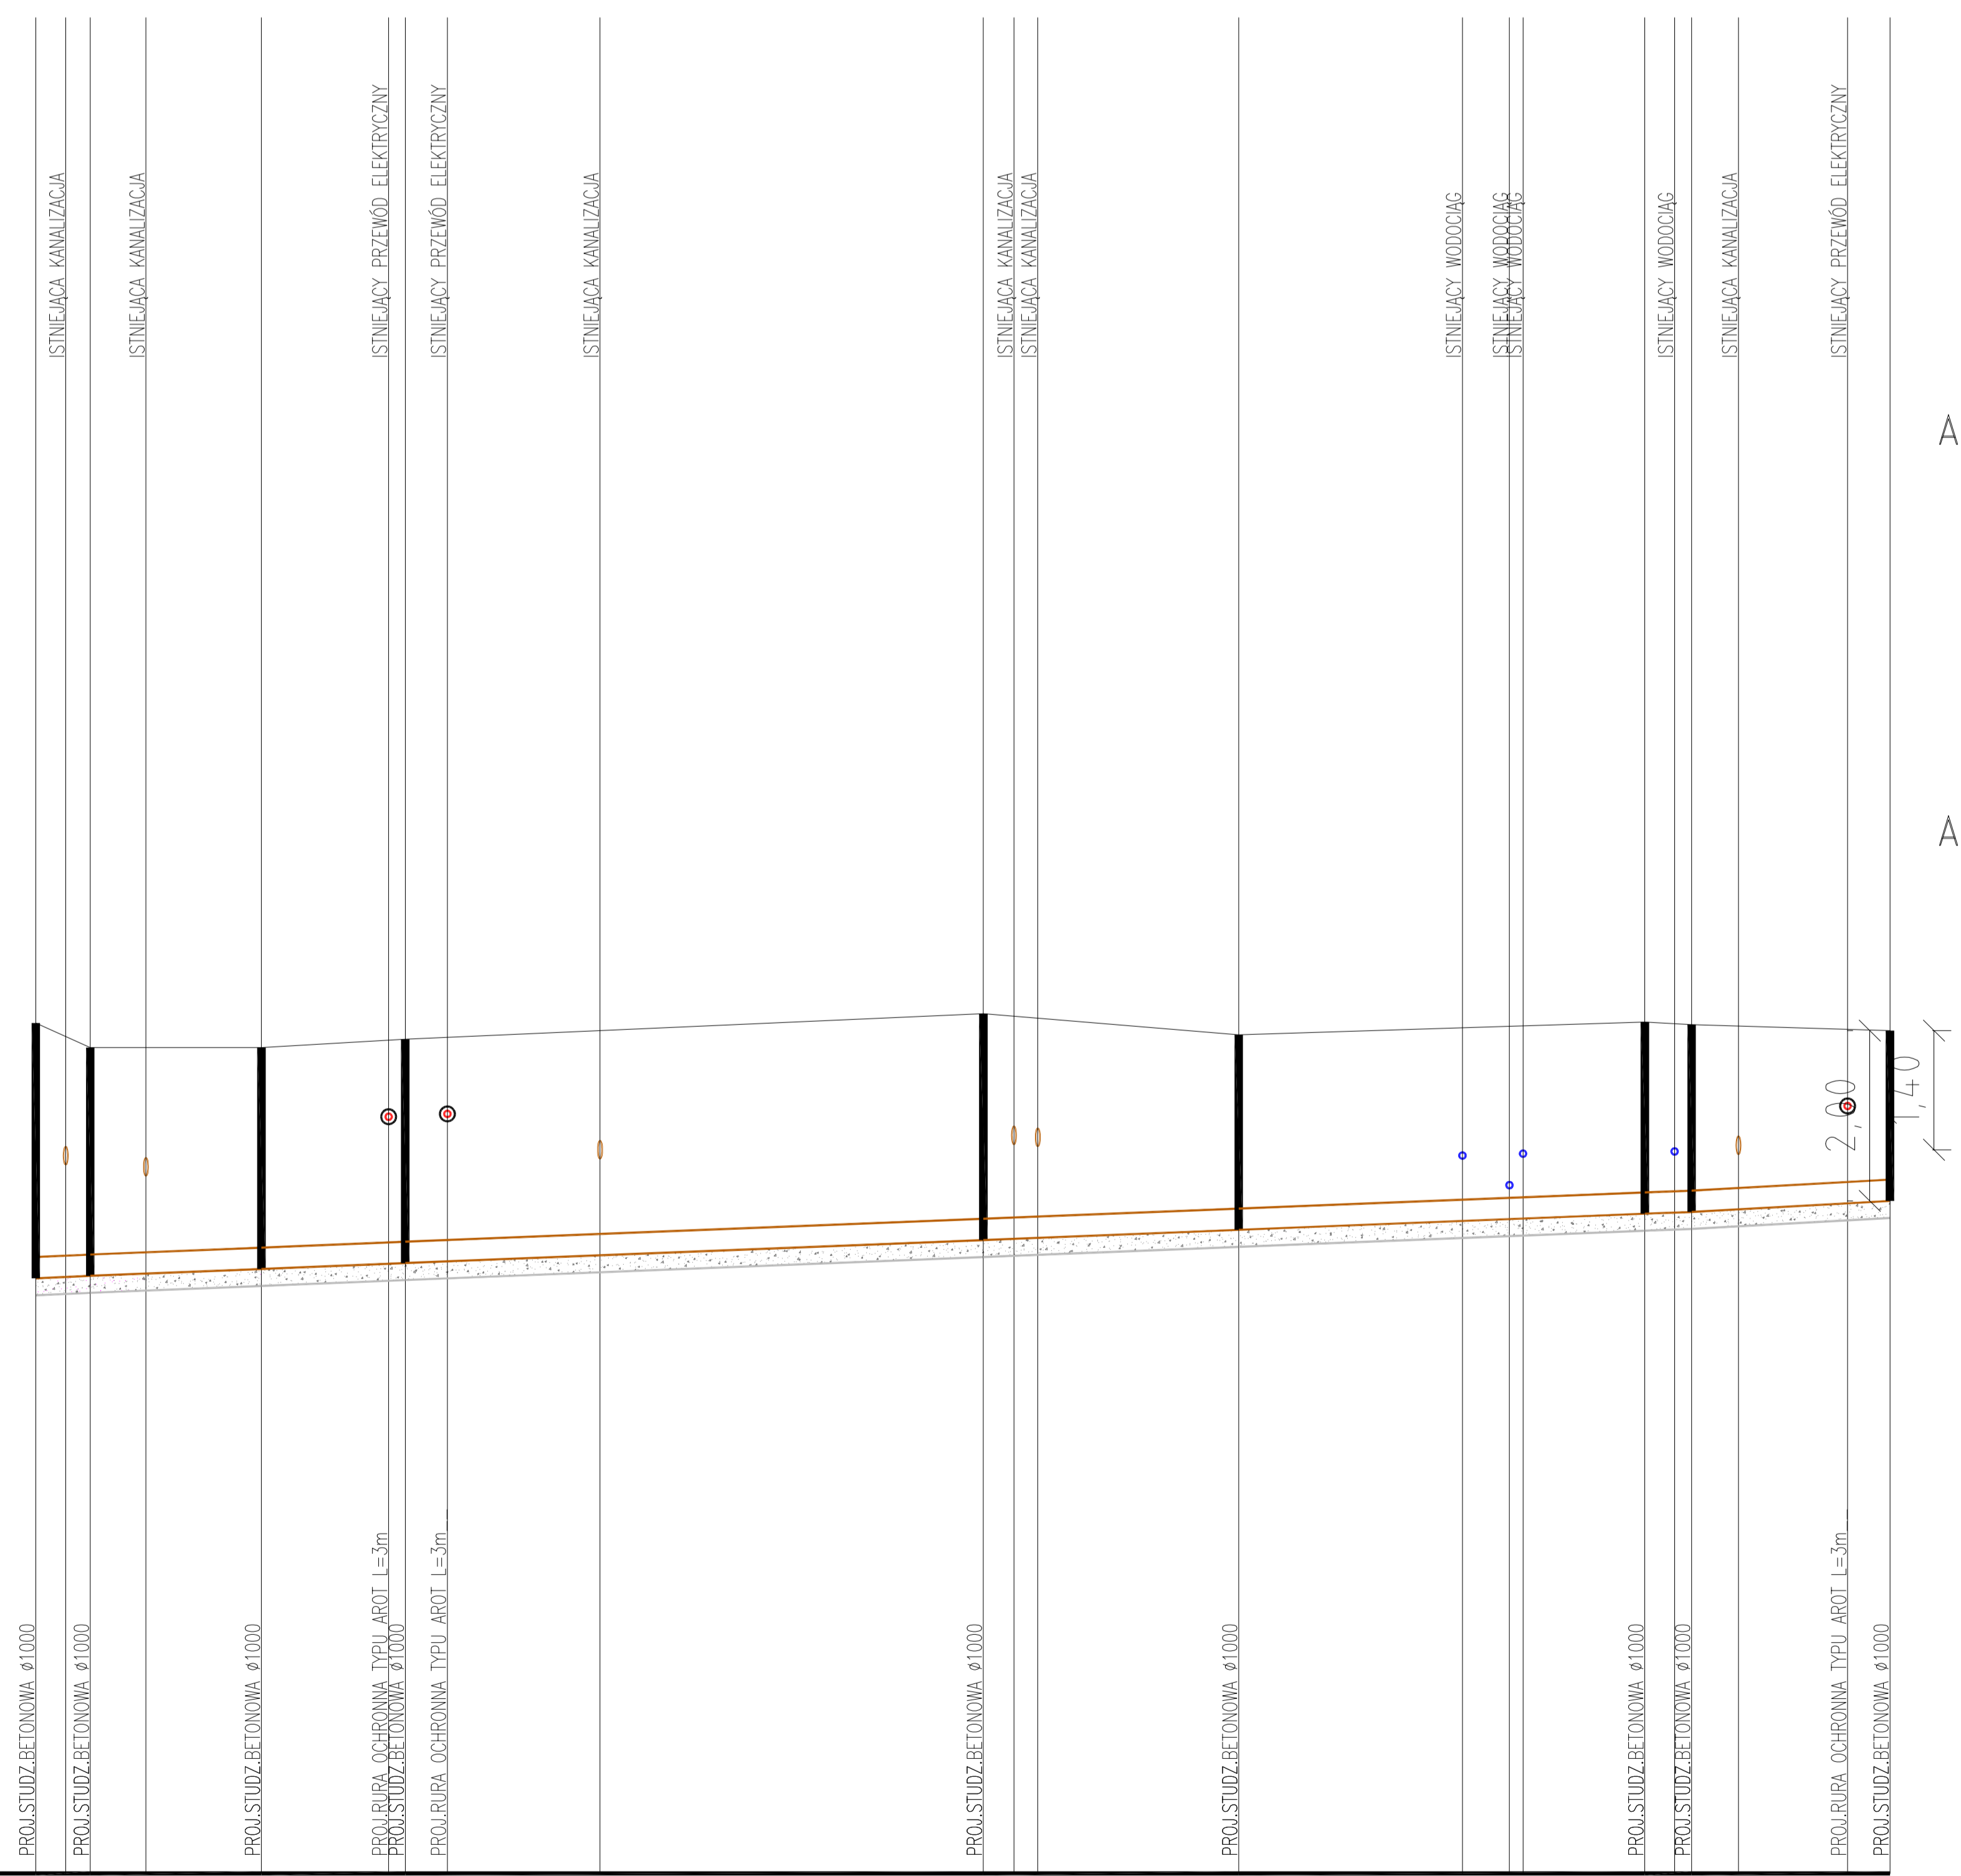 ISTNIEJĄCA KANALIZACJA
ISTNIEJĄCA KANALIZACJA
ISTNIEJĄCY PRZEWÓD ELEKTRYCZNY
ISTNIEJĄCY PRZEWÓD ELEKTRYCZNY
ISTNIEJĄCA KANALIZACJA
ISTNIEJĄCA KANALIZACJA
ISTNIEJĄCA KANALIZACJA
ISTNIEJĄCY WODOCIĄG
ISTNIEJĄCY WODOCIĄG
ISTNIEJĄCY WODOCIĄG
ISTNIEJĄCY WODOCIĄG
ISTNIEJĄCA KANALIZACJA
ISTNIEJĄCY PRZEWÓD ELEKTRYCZNY
A
A
2,00
1,40
PROJ.STUDZ.BETONOWA ø1000
PROJ.STUDZ.BETONOWA ø1000
PROJ.STUDZ.BETONOWA ø1000
PROJ.RURA OCHRONNA TYPU AROT L=3m
PROJ.STUDZ.BETONOWA ø1000
PROJ.RURA OCHRONNA TYPU AROT L=3m
PROJ.STUDZ.BETONOWA ø1000
PROJ.STUDZ.BETONOWA ø1000
PROJ.STUDZ.BETONOWA ø1000
PROJ.STUDZ.BETONOWA ø1000
PROJ.RURA OCHRONNA TYPU AROT L=3m
PROJ.STUDZ.BETONOWA ø1000